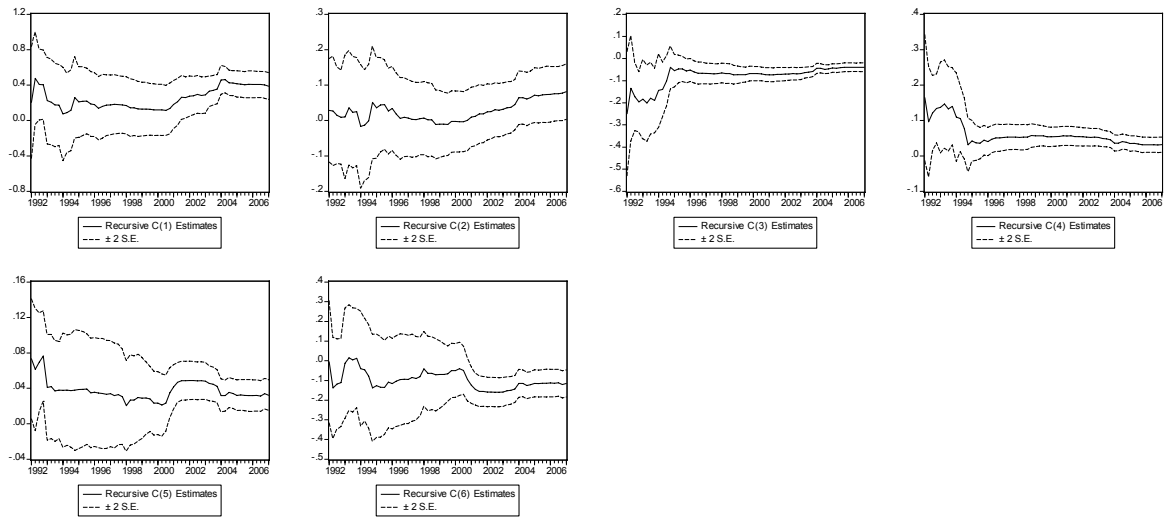 1.2
0.8
0.4
0.0
-0.4
-0.8
1992 1994 1996 1998 2000 2002 2004 2006
Recursive C(1) Estimates
± 2 S.E.
.3
.2
.1
.0
-.1
-.2
1992 1994 1996 1998 2000 2002 2004 2006
Recursive C(2) Estimates
± 2 S.E.
.2
.1
.0
-.1
-.2
-.3
-.4
-.5
-.6
1992 1994 1996 1998 2000 2002 2004 2006
Recursive C(3) Estimates
± 2 S.E.
.4
.3
.2
.1
.0
-.1
1992 1994 1996 1998 2000 2002 2004 2006
Recursive C(4) Estimates
± 2 S.E.
.16
.12
.08
.04
.00
-.04
1992 1994 1996 1998 2000 2002 2004 2006
Recursive C(5) Estimates
± 2 S.E.
.4
.3
.2
.1
.0
-.1
-.2
-.3
-.4
-.5
1992 1994 1996 1998 2000 2002 2004 2006
Recursive C(6) Estimates
± 2 S.E.